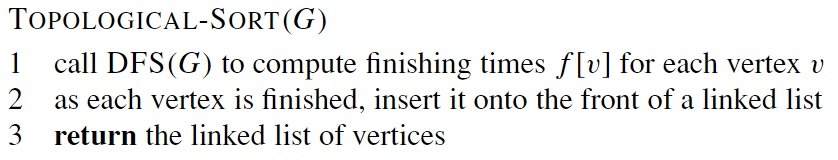 TOPOLOGICAL-SORT(G)
1 call DFS(G) to compute finishing times f[v] for each vertex v
2 as each vertex is finished, insert it onto the front of a linked list
3 return the linked list of vertices